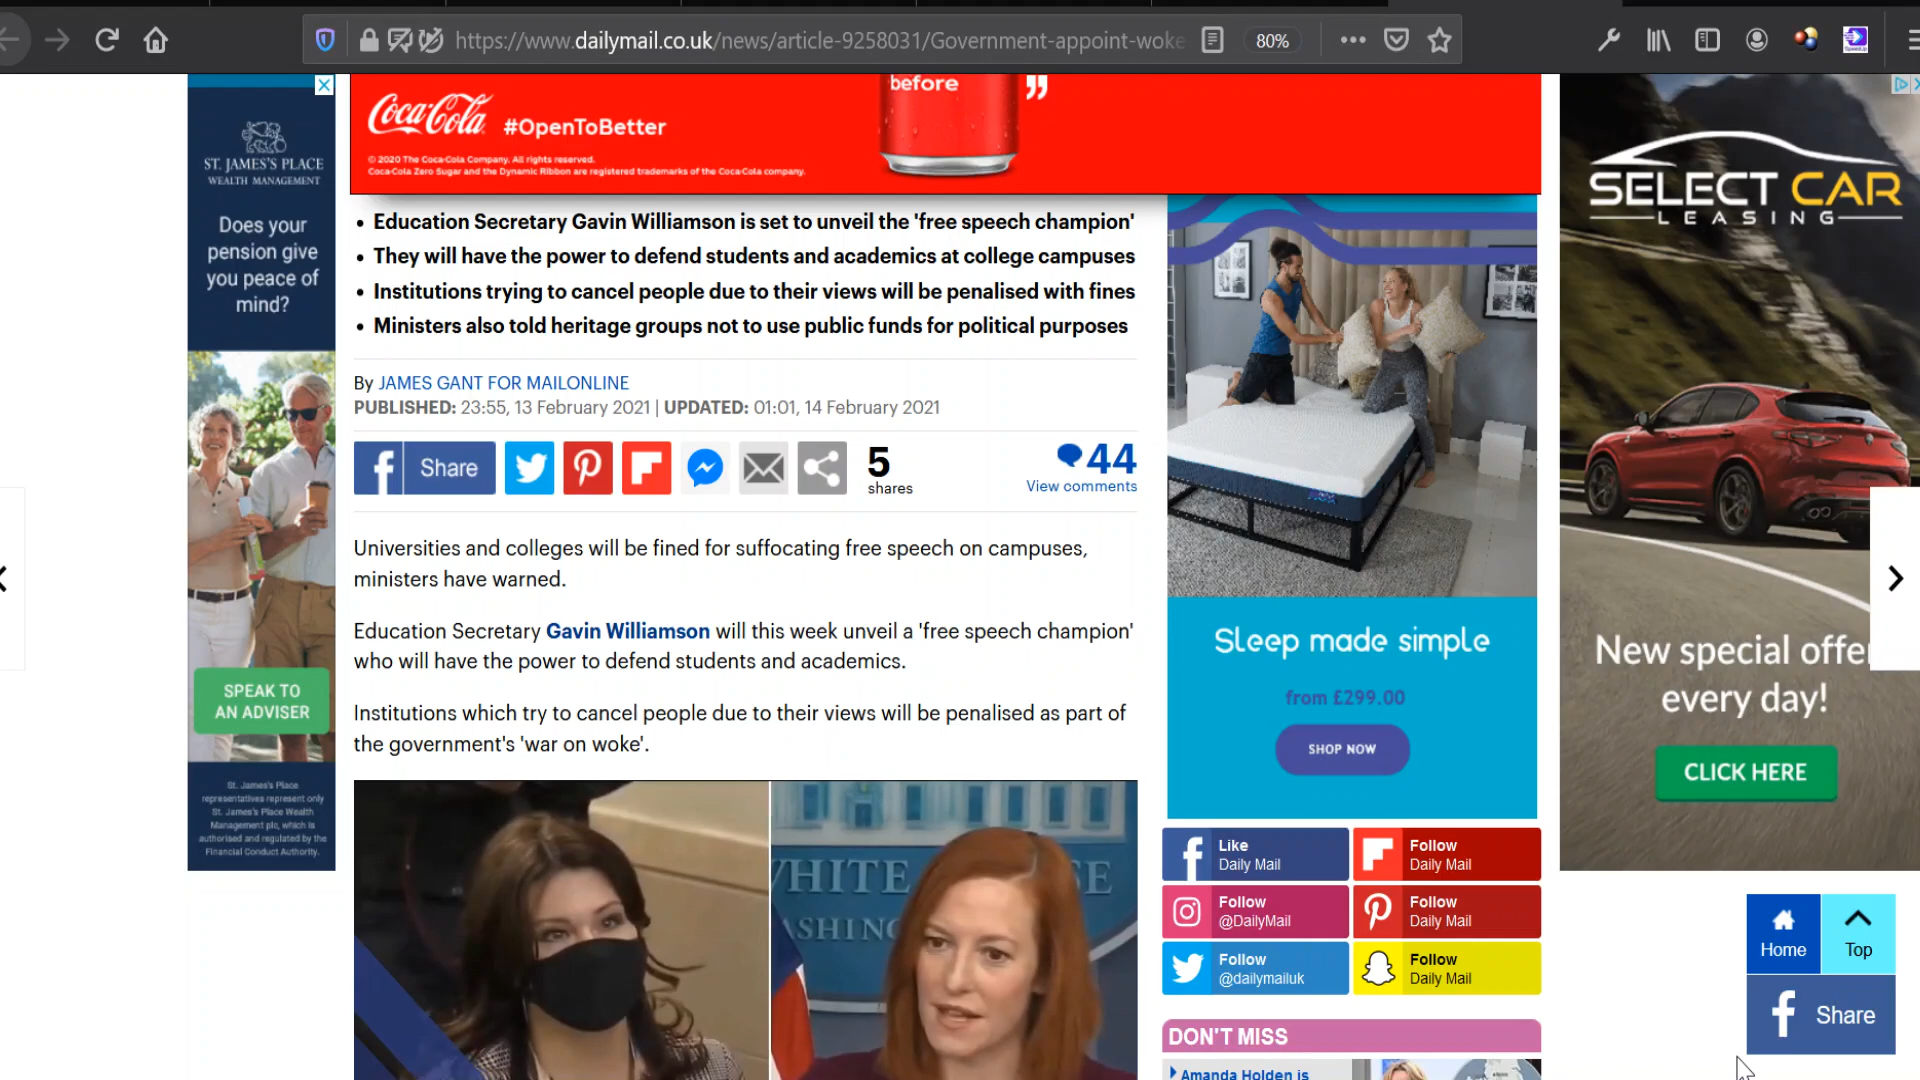 https://www.dailymail.co.uk/news/article-9258031/Government-appoint-woke
80%
before
”
Coca-Cola
#OpenToBetter
© 2020 The Coca-Cola Company. All rights reserved.
Coca-Cola Zero Sugar and the Dynamic Ribbon are registered trademarks of the Coca-Cola company.
ST. JAMES'S PLACE
WEALTH MANAGEMENT
Does your
pension give
you peace of
mind?
SPEAK TO
AN ADVISER
St. James's Place
representatives represent only
St. James's Place Wealth
Management plc, which is
authorised and regulated by the
Financial Conduct Authority.
• Education Secretary Gavin Williamson is set to unveil the 'free speech champion'
• They will have the power to defend students and academics at college campuses
• Institutions trying to cancel people due to their views will be penalised with fines
• Ministers also told heritage groups not to use public funds for political purposes
By JAMES GANT FOR MAILONLINE
PUBLISHED: 23:55, 13 February 2021 | UPDATED: 01:01, 14 February 2021
Share
5
shares
44
View comments
Universities and colleges will be fined for suffocating free speech on campuses,
ministers have warned.
Education Secretary Gavin Williamson will this week unveil a 'free speech champion'
who will have the power to defend students and academics.
Institutions which try to cancel people due to their views will be penalised as part of
the government's 'war on woke'.
WHITE
E
ASHING
Sleep made simple
from £299.00
SHOP NOW
Like
Daily Mail
Follow
Daily Mail
Follow
@DailyMail
Follow
Daily Mail
Follow
@dailymailuk
Follow
Daily Mail
DON'T MISS
Amanda Holden is
SELECT CAR
LEASING
New special offe
every day!
CLICK HERE
Home
Top
Share